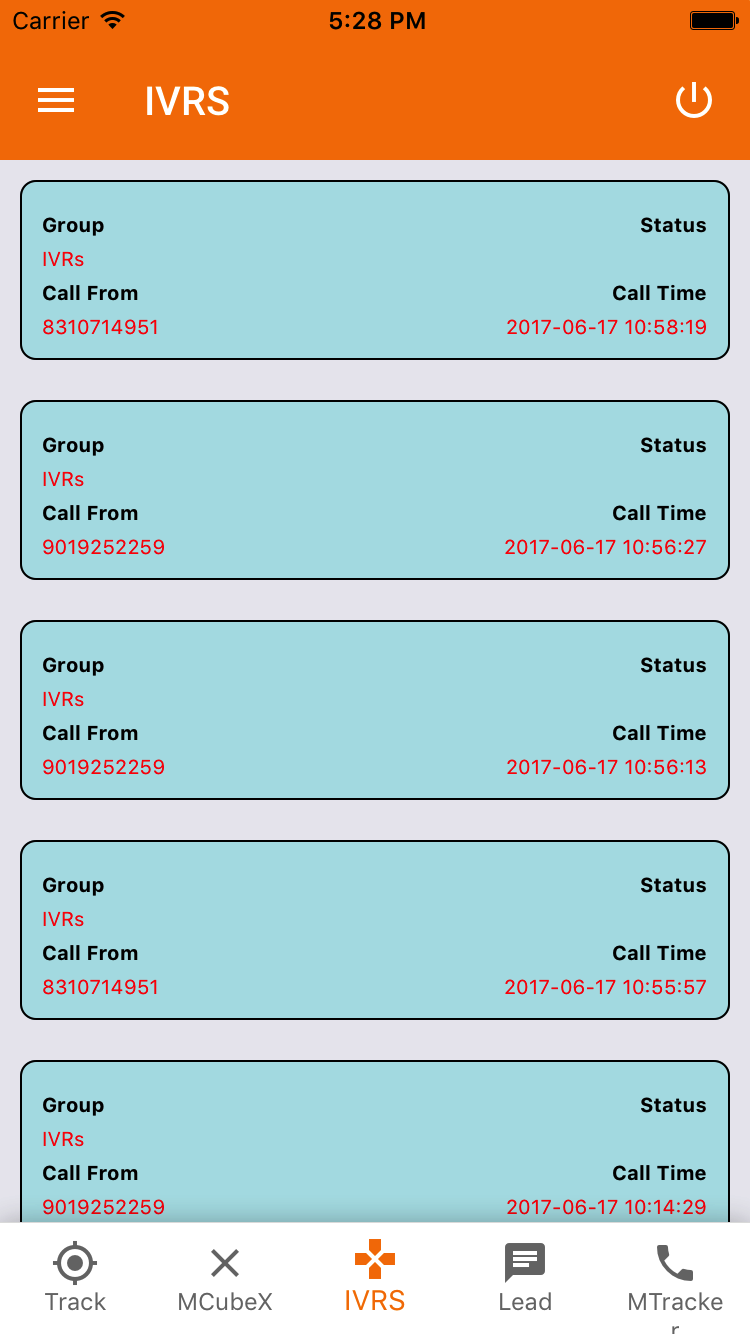 Carrier 5:28 PM
IVRS
Group Status
IVRs
Call From Call Time
8310714951 2017-06-17 10:58:19
Group Status
IVRs
Call From Call Time
9019252259 2017-06-17 10:56:27
Group Status
IVRs
Call From Call Time
9019252259 2017-06-17 10:56:13
Group Status
IVRs
Call From Call Time
8310714951 2017-06-17 10:55:57
Group Status
IVRs
Call From Call Time
9019252259 2017-06-17 10:14:29
Track MCubeX IVRS Lead MTracke
r